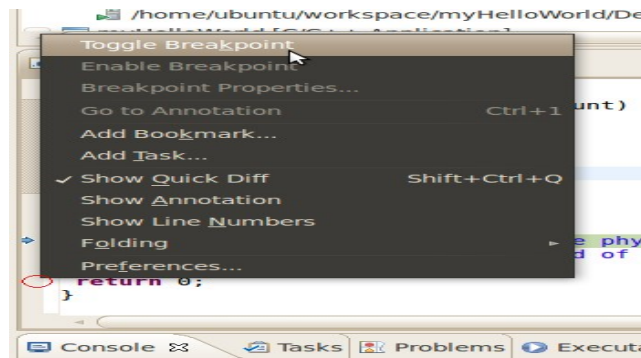 /home/ubuntu/workspace/myHelloWorld/De
Toggle Breakpoint
Enable Breakpoint
Breakpoint Properties...
Go to Annotation Ctrl+1
unt)
Add Bookmark...
Add Task...
Show Quick Diff Shift+Ctrl+Q
Show Annotation
Show Line Numbers
Folding
e phy
d of
Preferences...
return 0;
}
Console Tasks Problems Execut